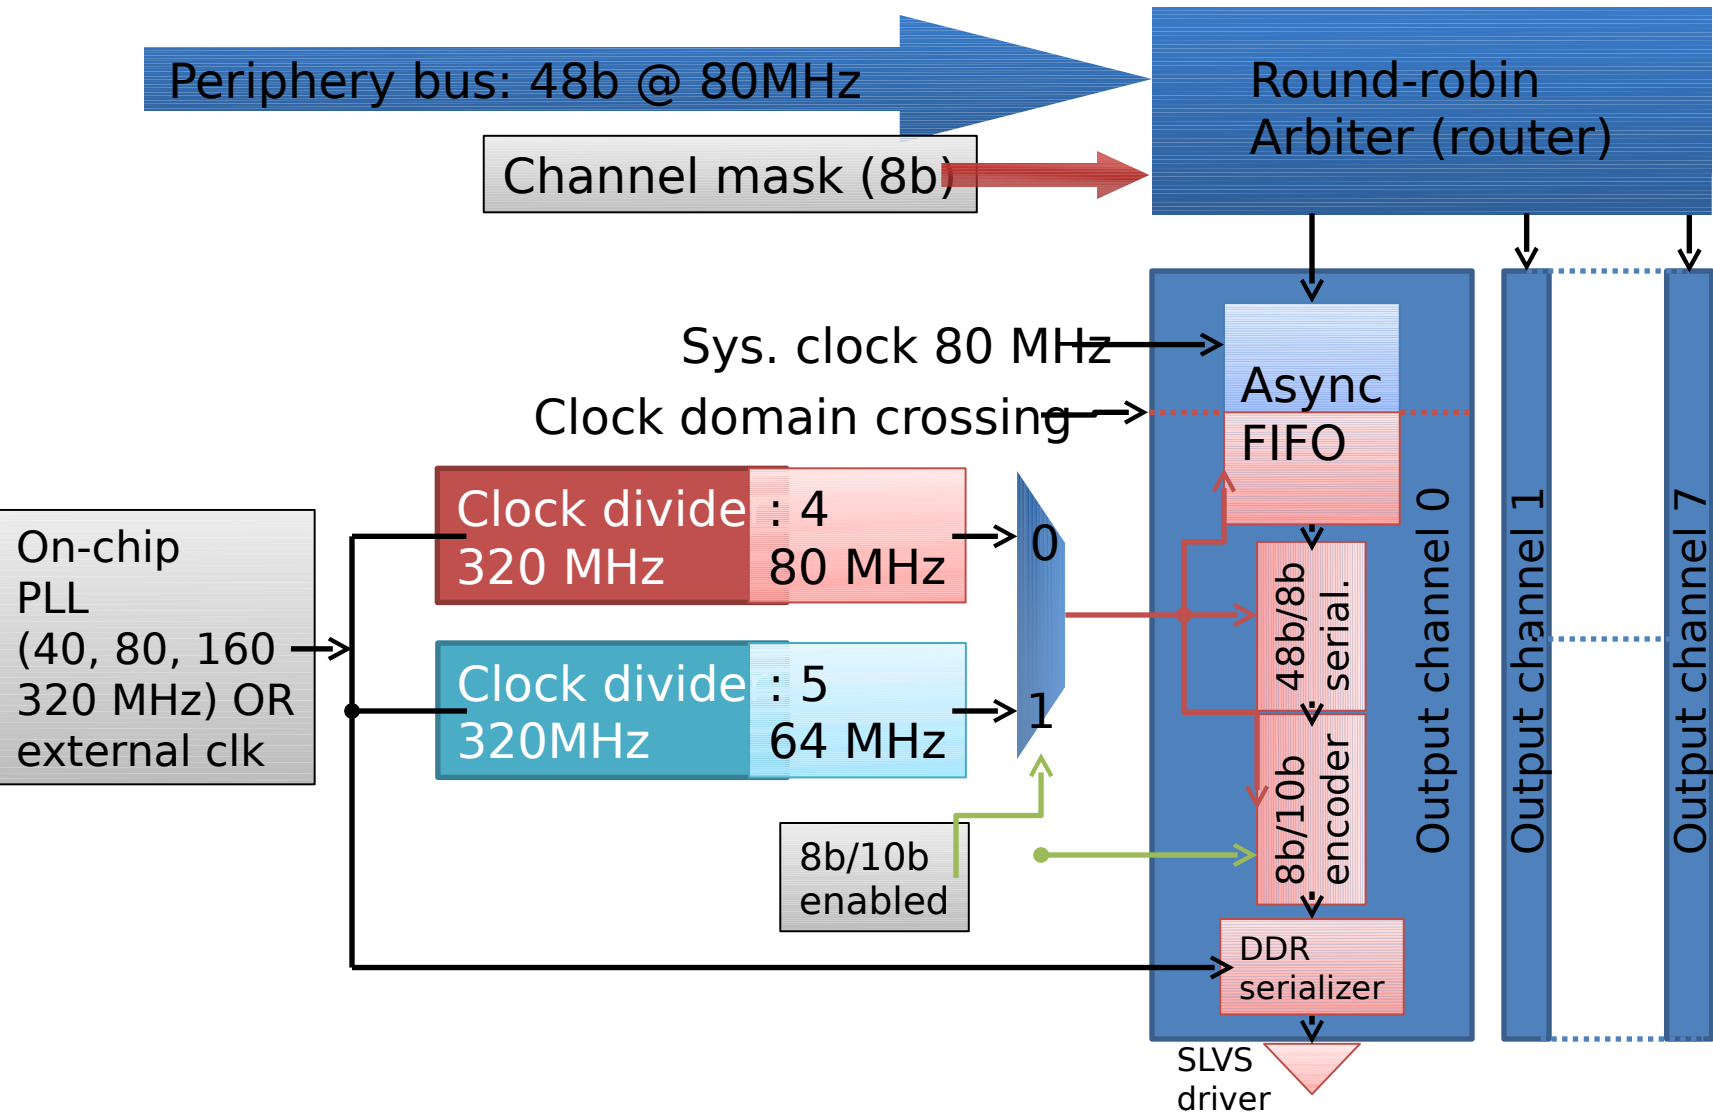 Periphery bus: 48b @ 80MHz
Round-robin
Arbiter (router)
Channel mask (8b)
Sys. clock 80 MHz
Clock domain crossing
Async
FIFO
Clock divide : 4
320 MHz 80 MHz
0
On-chip
PLL
(40, 80, 160
320 MHz) OR
external clk
Clock divide : 5
320MHz 64 MHz
1
8b/10b
enabled
48b/8b
serial.
8b/10b
encoder
DDR
serializer
SLVS
driver
Output channel 0
Output channel 1
Output channel 7